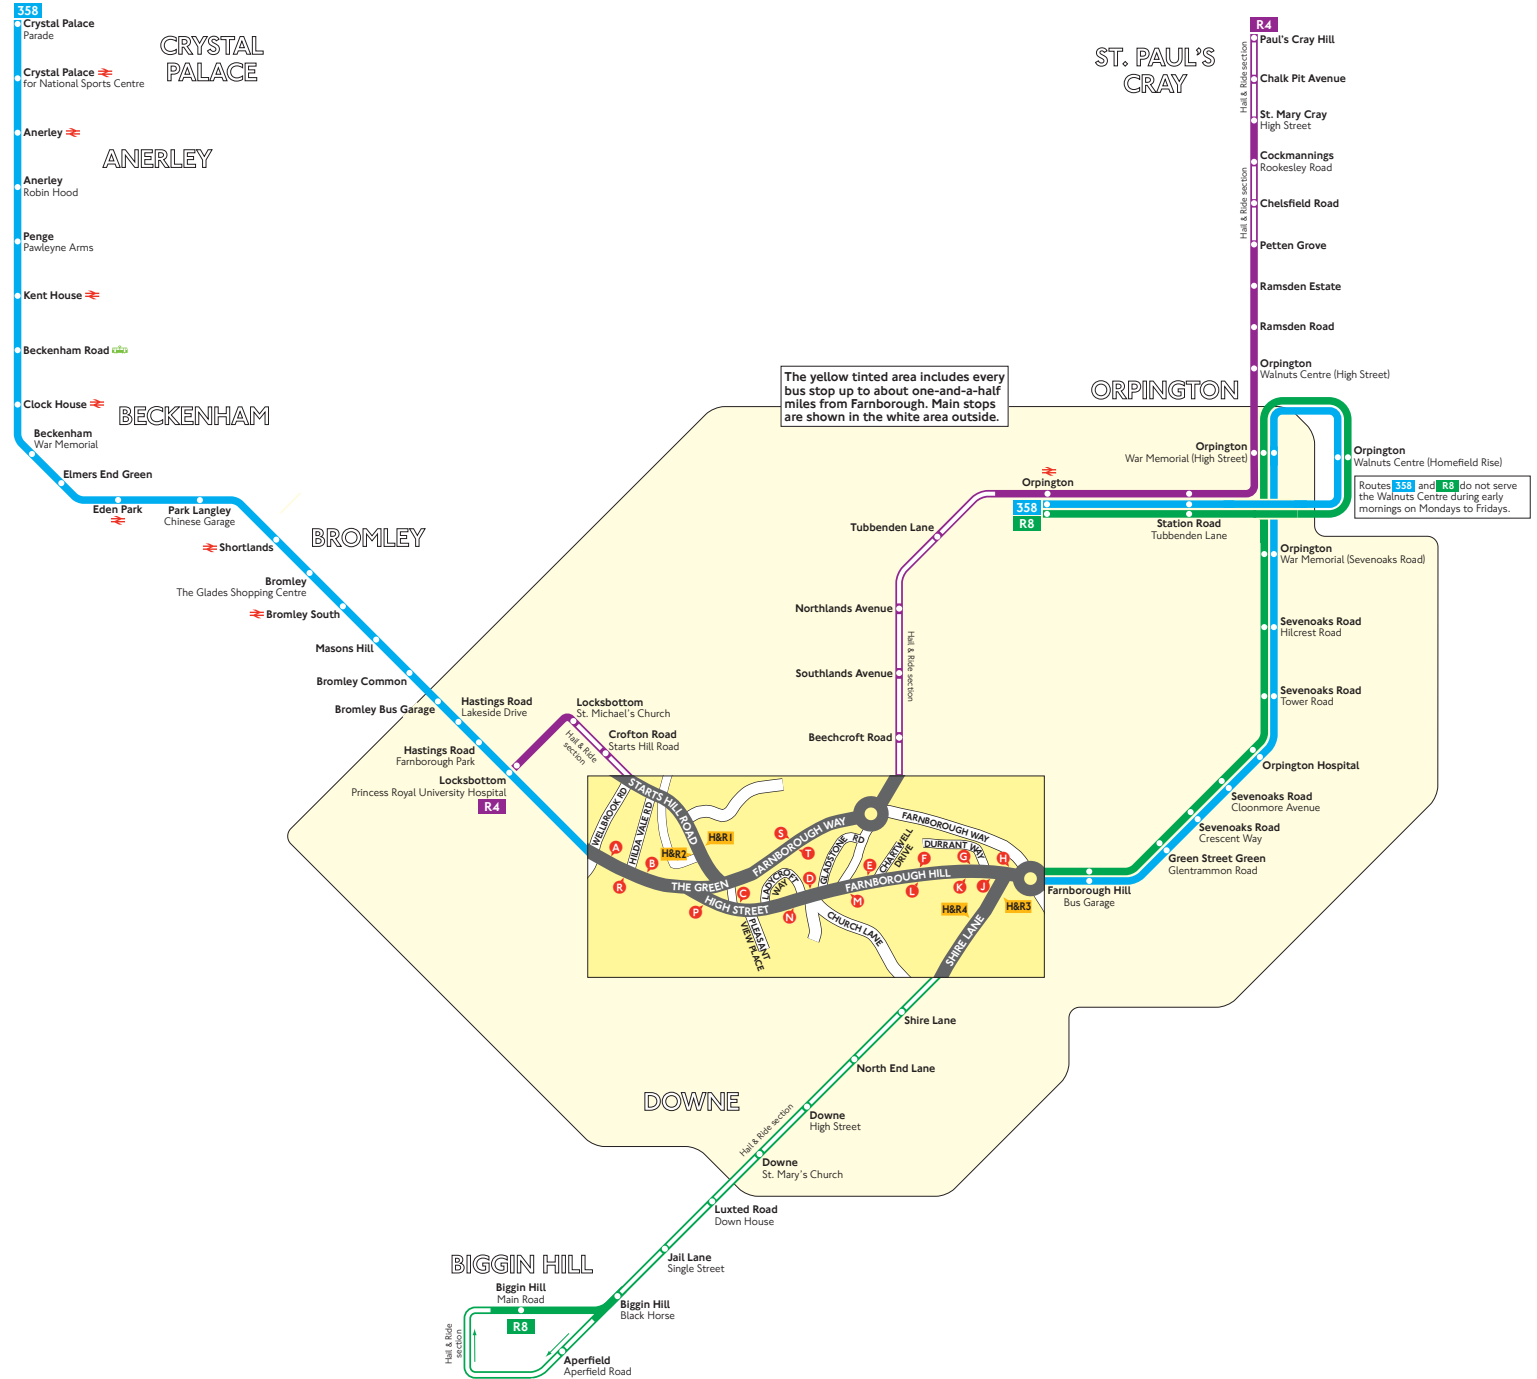 358
Crystal Palace
Parade
CRYSTAL
PALACE
Crystal Palace
for National Sports Centre
Anerley
ANERLEY
Anerley
Robin Hood
Penge
Pawleyne Arms
Kent House
Beckenham Road
Clock House
BECKENHAM
Beckenham
War Memorial
Elmers End Green
Eden Park
Park Langley
Chinese Garage
BROMLEY
Shortlands
Bromley
The Glades Shopping Centre
Bromley South
Masons Hill
Bromley Common
Bromley Bus Garage
Hastings Road
Lakeside Drive
Hastings Road
Farnborough Park
Locksbottom
Princess Royal University Hospital
R4
Locksbottom
St. Michael's Church
Crofton Road
Starts Hill Road
Hail & Ride
section
ST. PAUL'S
CRAY
R4
Paul's Cray Hill
Hail & Ride section
Chalk Pit Avenue
St. Mary Cray
High Street
Cockmannings
Rookesley Road
Hail & Ride section
Chelsfield Road
Petten Grove
Ramsden Estate
Ramsden Road
Orpington
Walnuts Centre (High Street)
ORPINGTON
The yellow tinted area includes every
bus stop up to about one-and-a-half
miles from Farnborough. Main stops
are shown in the white area outside.
Orpington
War Memorial (High Street)
Orpington
Walnuts Centre (Homefield Rise)
Routes 358 and R8 do not serve
the Walnuts Centre during early
mornings on Mondays to Fridays.
Orpington
358
R8
Station Road
Tubbenden Lane
Tubbenden Lane
Northlands Avenue
Hail & Ride section
Southlands Avenue
Beechcroft Road
Orpington
War Memorial (Sevenoaks Road)
Sevenoaks Road
Hilcrest Road
Sevenoaks Road
Tower Road
Orpington Hospital
Sevenoaks Road
Cloonmore Avenue
Sevenoaks Road
Crescent Way
Green Street Green
Glentrammon Road
Farnborough Hill
Bus Garage
WELLBROOK RD
HILDA VALE RD
STARTS HILL ROAD
FARNBOROUGH WAY
FARNBOROUGH WAY
GLADSTONE RD
CHARTWELL
DRIVE
DURRANT WAY
THE GREEN
HIGH STREET
LADYCROFT
WAY
FARNBOROUGH HILL
PLEASANT
VIEW PLACE
CHURCH LANE
SHIRE LANE
A
B
R
P
C
S
T
D
N
M
E
F
L
G
K
J
H
H&R1
H&R2
H&R3
H&R4
Shire Lane
North End Lane
DOWNE
Downe
High Street
Hail & Ride section
Downe
St. Mary's Church
Luxted Road
Down House
Jail Lane
Single Street
BIGGIN HILL
Biggin Hill
Main Road
R8
Biggin Hill
Black Horse
Hail & Ride
section
Aperfield
Aperfield Road